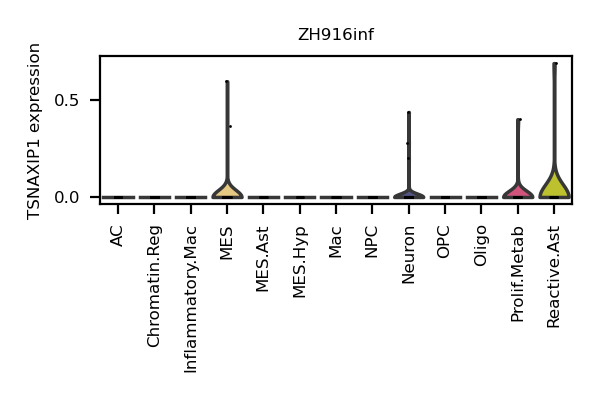 ZH916inf
TSNAXIP1 expression
0.5
0.0
AC
Chromatin.Reg
Inflammatory.Mac
MES
MES.Ast
MES.Hyp
Mac
NPC
Neuron
OPC
Oligo
Prolif.Metab
Reactive.Ast